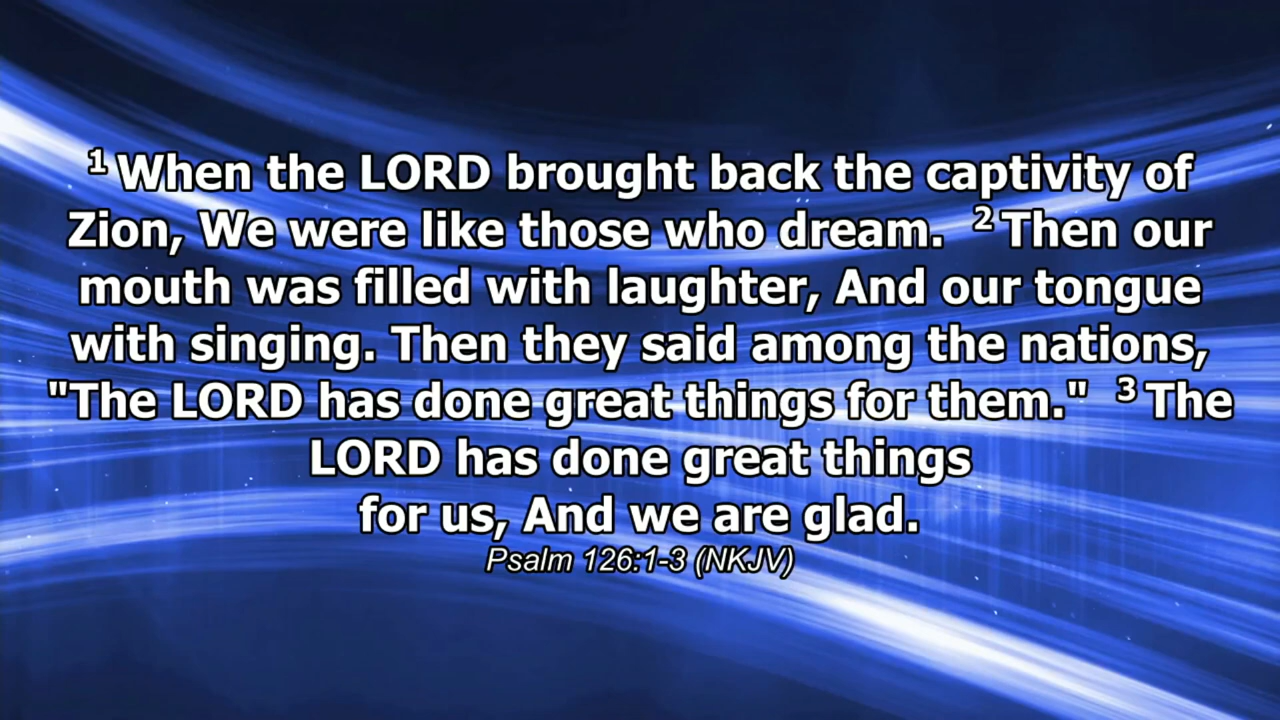 1 When the LORD brought back the captivity of
Zion, We were like those who dream. 2 Then our
mouth was filled with laughter, And our tongue
with singing. Then they said among the nations,
"The LORD has done great things for them." 3 The
LORD has done great things
for us, And we are glad.
Psalm 126:1-3 (NKJV)